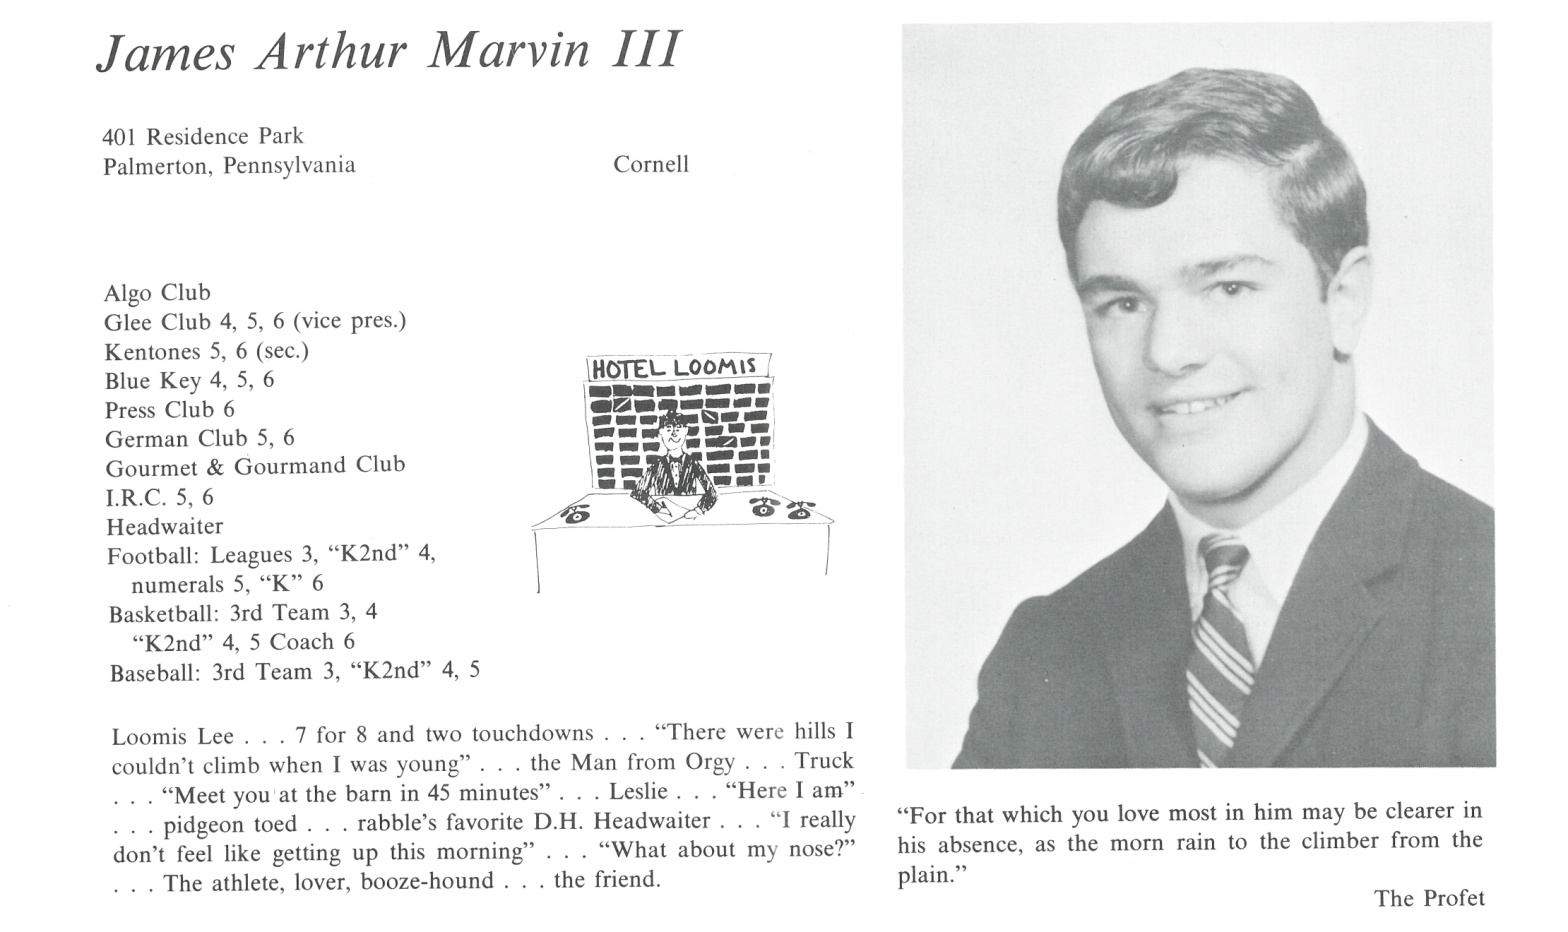 James Arthur Marvin III
401 Residence Park
Palmerton, Pennsylvania
Cornell
Algo Club
Glee Club 4, 5, 6 (vice pres.)
Kentones 5, 6 (sec.)
Blue Key 4, 5, 6
Press Club 6
German Club 5, 6
Gourmet & Gourmand Club
I.R.C. 5, 6
Headwaiter
Football: Leagues 3, “K2nd” 4,
numerals 5, “K” 6
Basketball: 3rd Team 3, 4
“K2nd” 4, 5 Coach 6
Baseball: 3rd Team 3, “K2nd” 4, 5
HOTEL LOOMIS
Loomis Lee . . . 7 for 8 and two touchdowns . . . “There were hills I
couldn’t climb when I was young” . . . the Man from Orgy . . . Truck
. . . “Meet you at the barn in 45 minutes” . . . Leslie . . . “Here I am”
. . . pidgeon toed . . . rabble’s favorite D.H. Headwaiter . . . “I really
don’t feel like getting up this morning” . . . “What about my nose?”
. . . The athlete, lover, booze-hound . . . the friend.
“For that which you love most in him may be clearer in
his absence, as the morn rain to the climber from the
plain.”
The Profet